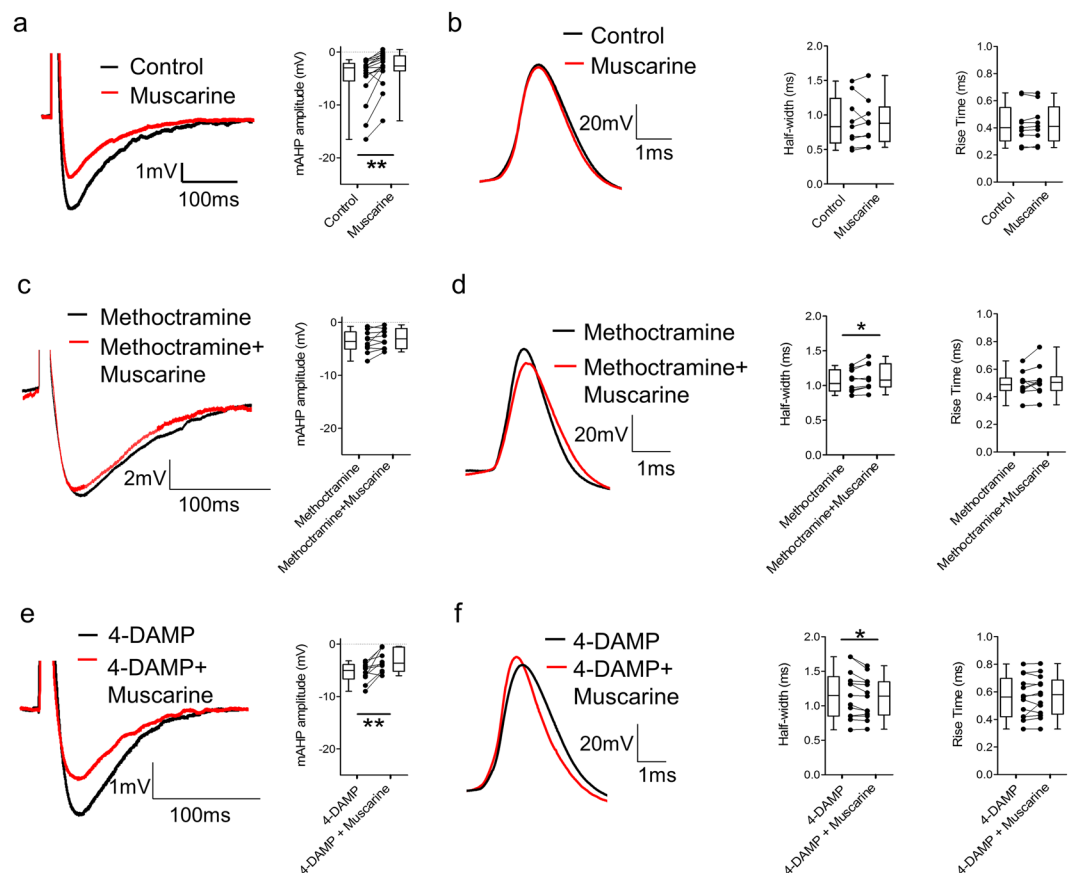 a
Control
Muscarine
1mV
100ms
mAHP amplitude (mV)
0
-10
-20
**
Control
Muscarine
b
Control
Muscarine
20mV
1ms
Half-width (ms)
2.0
1.5
1.0
0.5
0.0
Control
Muscarine
Rise Time (ms)
1.0
0.8
0.6
0.4
0.2
0.0
Control
Muscarine
c
Methoctramine
Methoctramine+
Muscarine
2mV
100ms
mAHP amplitude (mV)
0
-10
-20
Methoctramine
Methoctramine+Muscarine
d
Methoctramine
Methoctramine+
Muscarine
20mV
1ms
Half-width (ms)
2.0
1.5
1.0
0.5
0.0
*
Methoctramine
Methoctramine+Muscarine
Rise Time (ms)
1.0
0.8
0.6
0.4
0.2
0.0
Methoctramine
Methoctramine+Muscarine
e
4-DAMP
4-DAMP+
Muscarine
1mV
100ms
mAHP amplitude (mV)
0
-10
-20
**
4-DAMP
4-DAMP + Muscarine
f
4-DAMP
4-DAMP+
Muscarine
20mV
1ms
Half-width (ms)
2.0
1.5
1.0
0.5
0.0
*
4-DAMP
4-DAMP + Muscarine
Rise Time (ms)
1.0
0.8
0.6
0.4
0.2
0.0
4-DAMP
4-DAMP + Muscarine